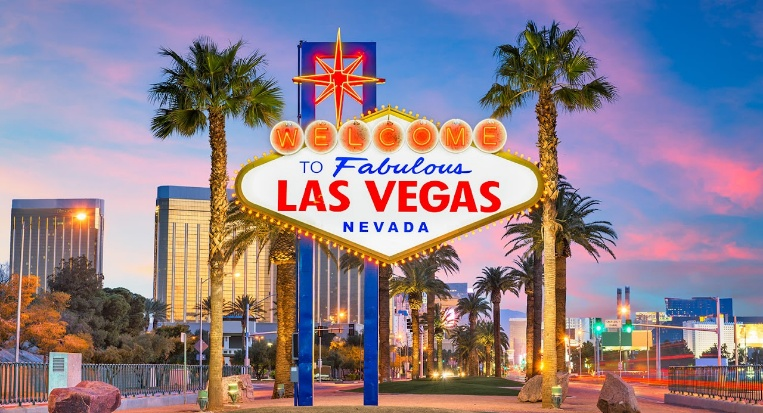 WELCOME
TO Fabulous
LAS VEGAS
NEVADA